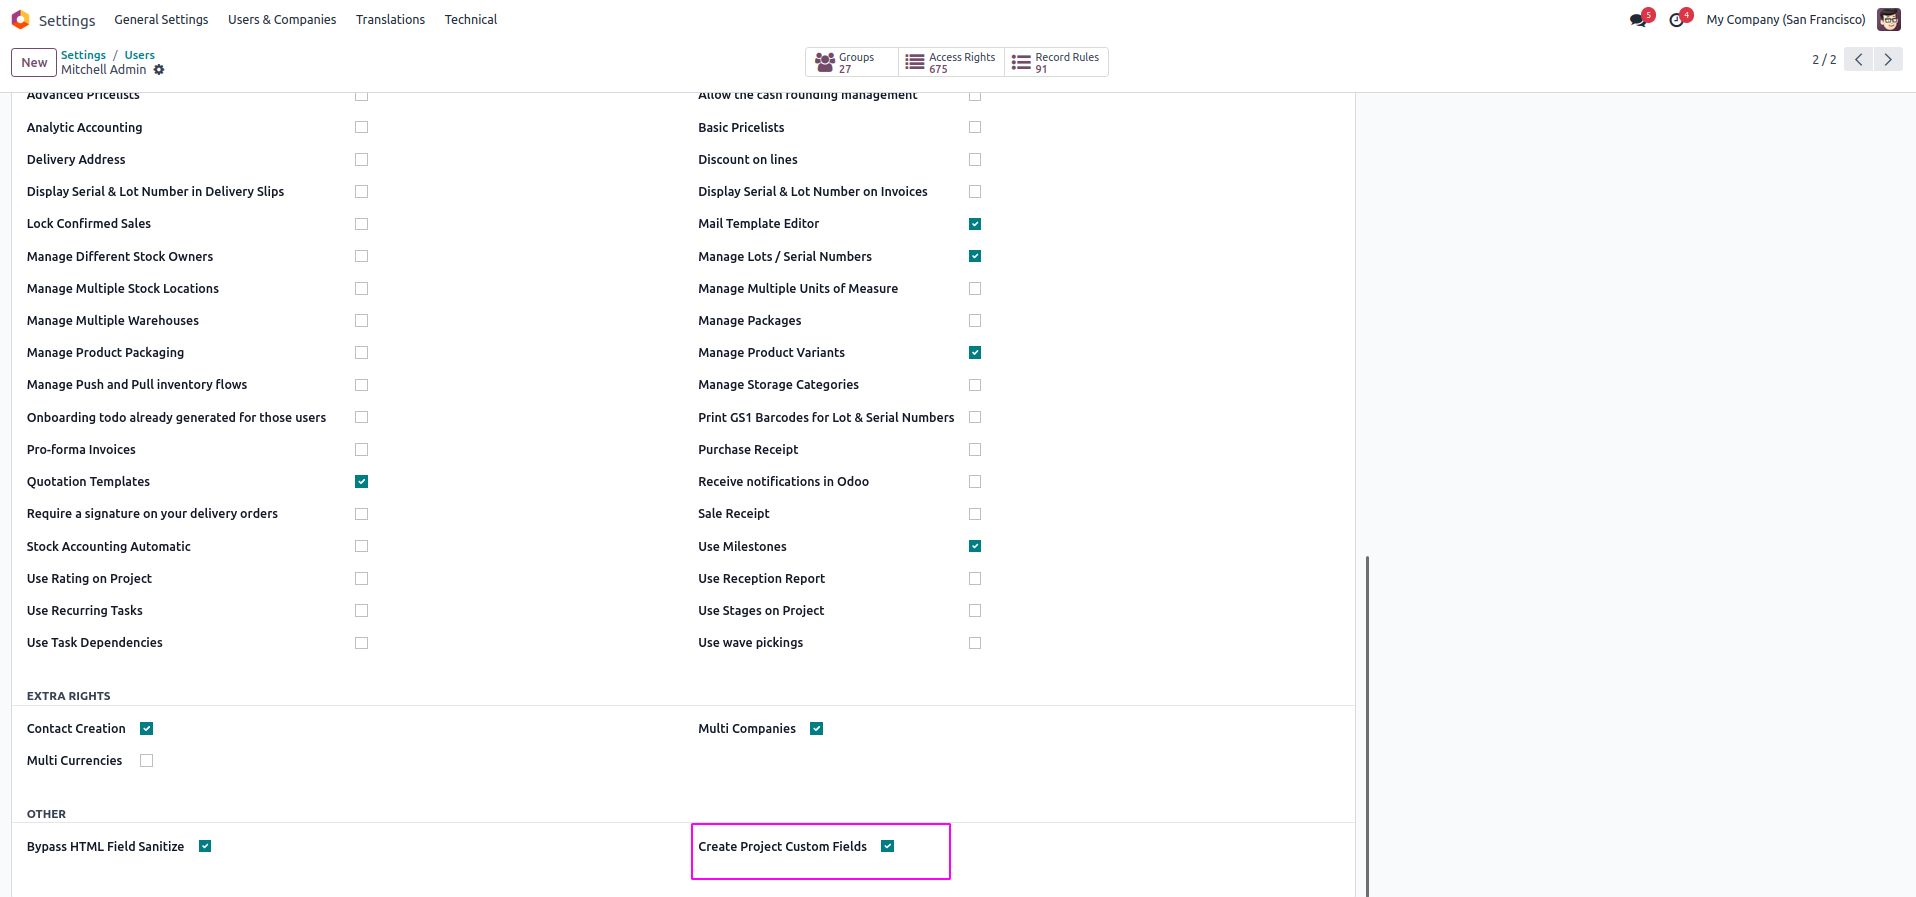 Settings General Settings Users & Companies Translations Technical 5 4 My Company (San Francisco)
New Settings / Users
Mitchell Admin
Groups 27 Access Rights 675 Record Rules 91 2 / 2
Advanced Pricelists Allow the cash rounding management
Analytic Accounting Basic Pricelists
Delivery Address Discount on lines
Display Serial & Lot Number in Delivery Slips Display Serial & Lot Number on Invoices
Lock Confirmed Sales Mail Template Editor
Manage Different Stock Owners Manage Lots / Serial Numbers
Manage Multiple Stock Locations Manage Multiple Units of Measure
Manage Multiple Warehouses Manage Packages
Manage Product Packaging Manage Product Variants
Manage Push and Pull inventory flows Manage Storage Categories
Onboarding todo already generated for those users Print GS1 Barcodes for Lot & Serial Numbers
Pro-forma Invoices Purchase Receipt
Quotation Templates Receive notifications in Odoo
Require a signature on your delivery orders Sale Receipt
Stock Accounting Automatic Use Milestones
Use Rating on Project Use Reception Report
Use Recurring Tasks Use Stages on Project
Use Task Dependencies Use wave pickings
EXTRA RIGHTS
Contact Creation Multi Companies
Multi Currencies
OTHER
Bypass HTML Field Sanitize Create Project Custom Fields